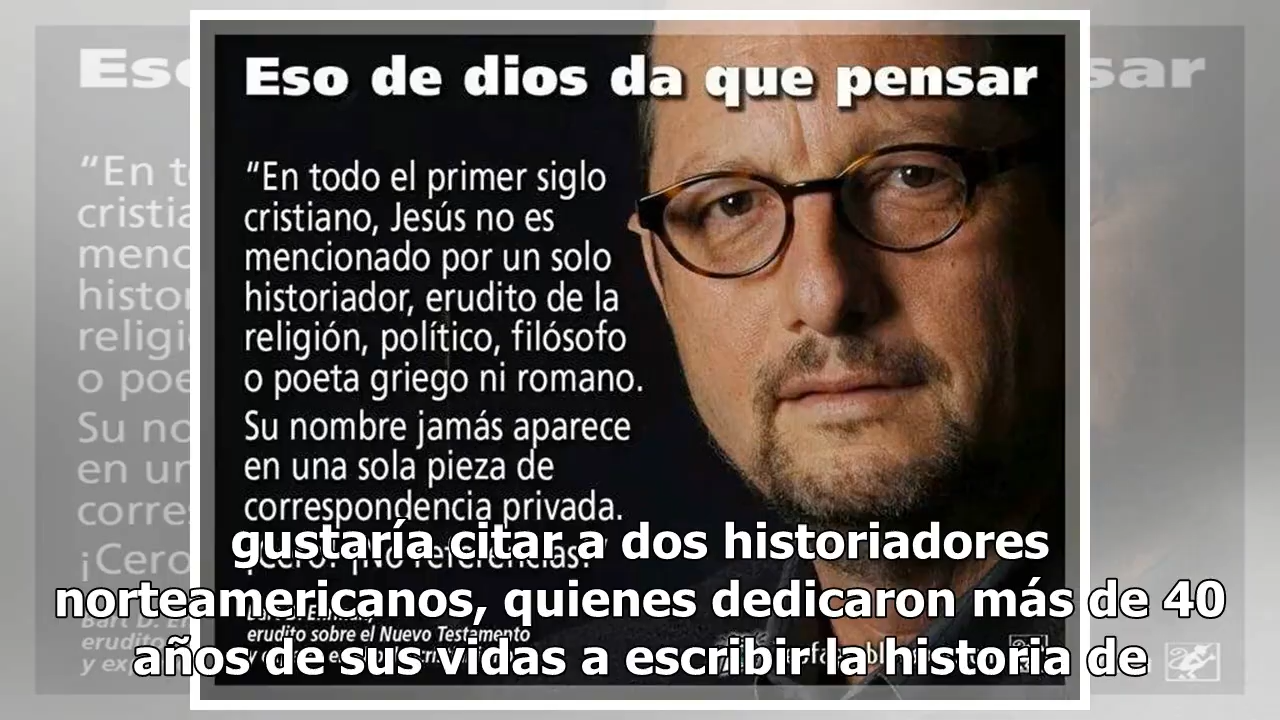 Eso de dios da que pensar
“En todo el primer siglo
cristiano, Jesús no es
mencionado por un solo
historiador, erudito de la
religión, político, filósofo
o poeta griego ni romano.
Su nombre jamás aparece
en una sola pieza de
correspondencia privada.
¡Cero! ¡No referencias!”
erudito sobre el Nuevo Testamento
gustaría citar a dos historiadores
norteamericanos, quienes dedicaron más de 40
años de sus vidas a escribir la historia de